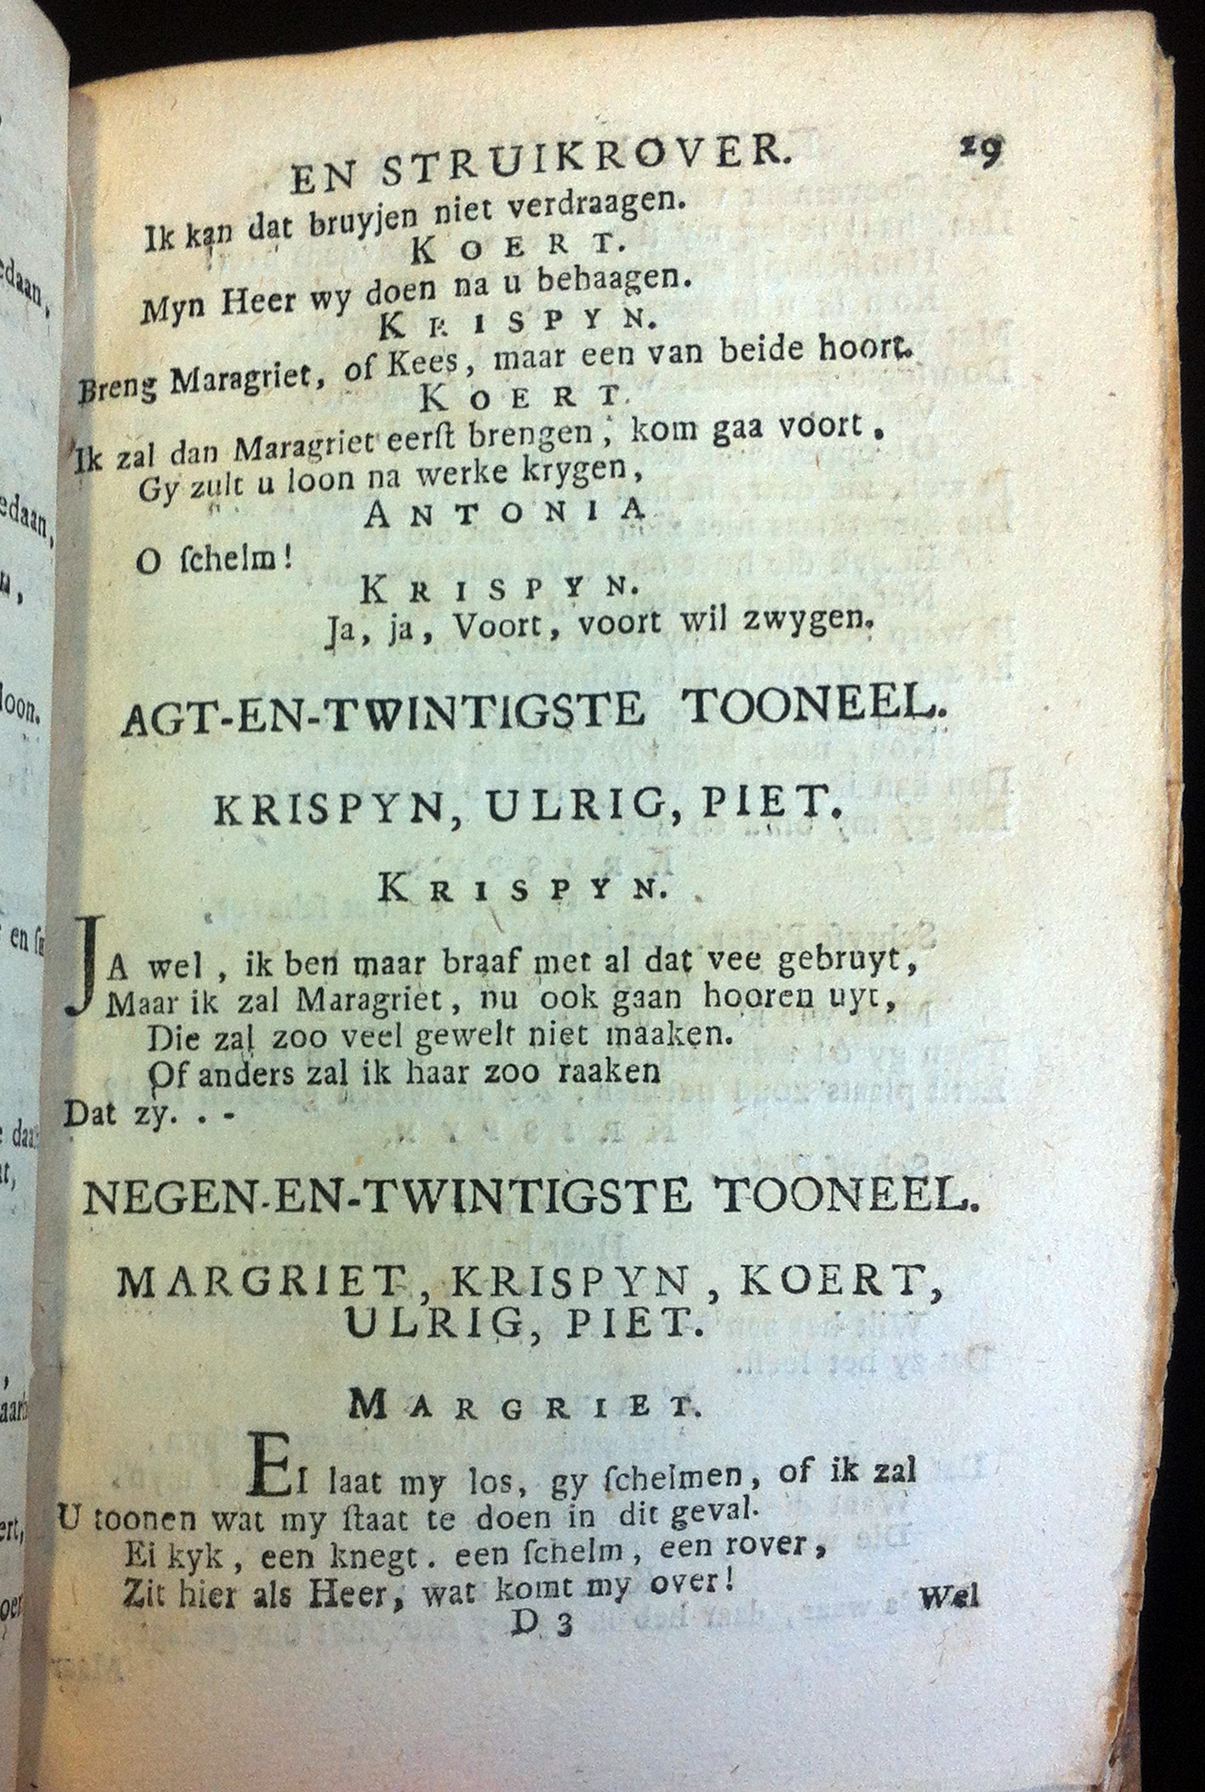 EN STRUIKROVER. 29
Ik kan dat bruyjen niet verdraagen.
KOERT.
Myn Heer wy doen na u behaagen.
KRISPYN.
Breng Maragriet, of Kees, maar een van beide hoort.
KOERT.
Ik zal dan Maragriet eerſt brengen, kom gaa voort.
Gy zult u loon na werke krygen,
ANTONIA
O ſchelm!
KRISPYN.
Ja, ja, Voort, voort wil zwygen.
AGT-EN-TWINTIGSTE TOONEEL.
KRISPYN, ULRIG, PIET.
KRISPYN.
JA wel, ik ben maar braaf met al dat vee gebruyt,
Maar ik zal Maragriet, nu ook gaan hooren uyt,
Die zal zoo veel gewelt niet maaken.
Of anders zal ik haar zoo raaken
Dat zy. . -
NEGEN-EN-TWINTIGSTE TOONEEL.
MARGRIET, KRISPYN, KOERT,
ULRIG, PIET.
MARGRIET.
EI laat my los, gy ſchelmen, of ik zal
U toonen wat my ſtaat te doen in dit geval.
Ei kyk, een knegt. een ſchelm, een rover,
Zit hier als Heer, wat komt my over!
Wel
D 3
edaan,
edaan,
loon.